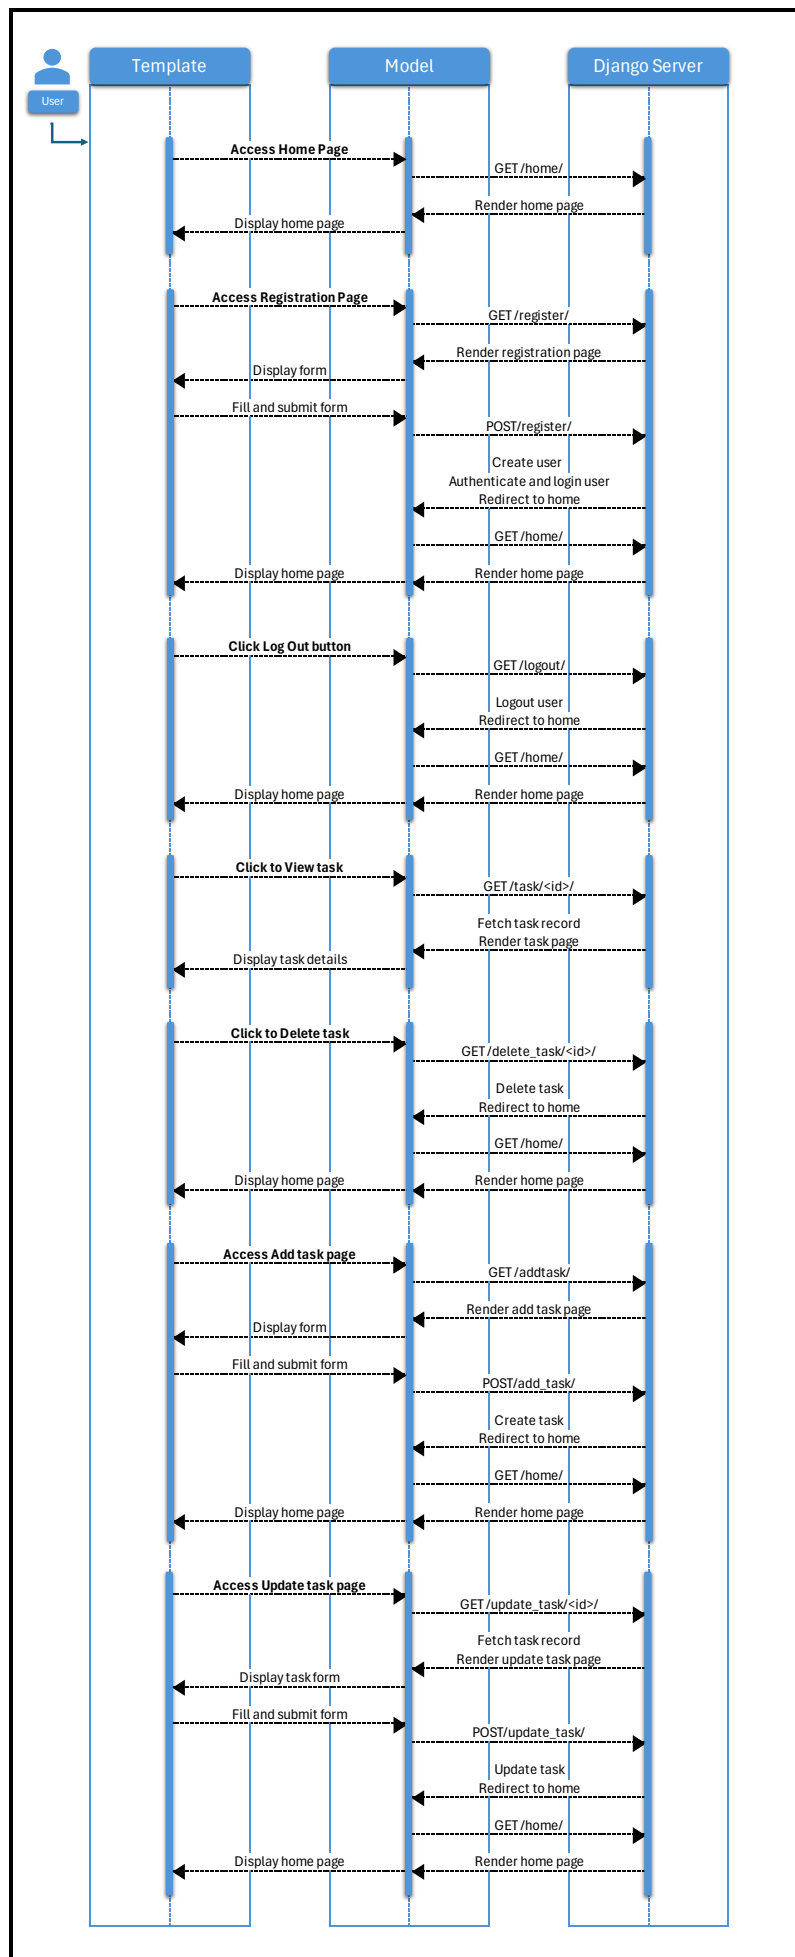 Template
Model
Django Server
User
Access Home Page
GET /home/
Render home page
Display home page
Access Registration Page
GET /register/
Render registration page
Display form
Fill and submit form
POST/register/
Create user
Authenticate and login user
Redirect to home
GET /home/
Display home page
Render home page
Click Log Out button
GET /logout/
Logout user
Redirect to home
GET /home/
Display home page
Render home page
Click to View task
GET /task/<id>/
Fetch task record
Render task page
Display task details
Click to Delete task
GET /delete_task/<id>/
Delete task
Redirect to home
GET /home/
Display home page
Render home page
Access Add task page
GET /addtask/
Render add task page
Display form
Fill and submit form
POST/add_task/
Create task
Redirect to home
GET /home/
Display home page
Render home page
Access Update task page
GET /update_task/<id>/
Fetch task record
Render update task page
Display task form
Fill and submit form
POST/update_task/
Update task
Redirect to home
GET /home/
Display home page
Render home page